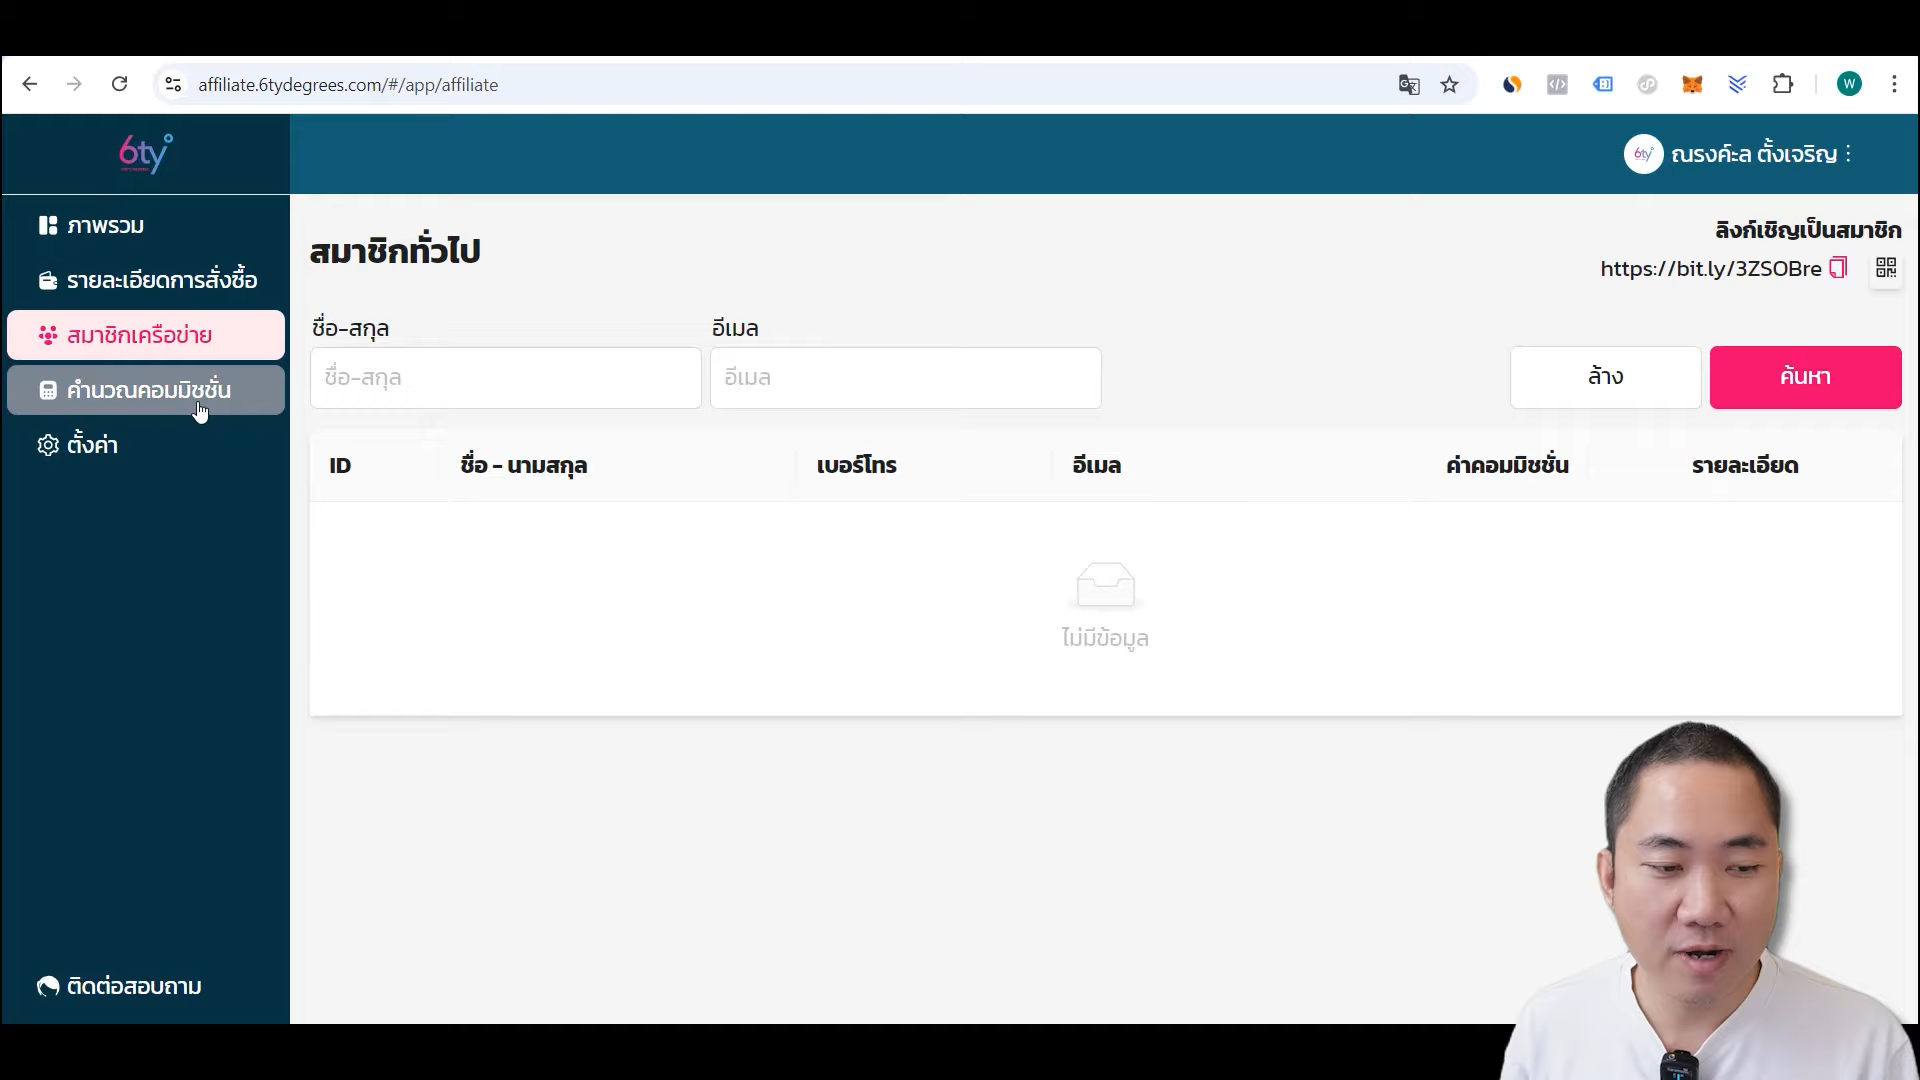 affiliate.6tydegrees.com/#/app/affiliate
W
6ty°
6ty°
ณรงค์ะล ตั้งเจริญ
ภาพรวม
รายละเอียดการสั่งซื้อ
สมาชิกเครือข่าย
คำนวณคอมมิชชั่น
ตั้งค่า
ติดต่อสอบถาม
สมาชิกทั่วไป
ลิงก์เชิญเป็นสมาชิก
https://bit.ly/3ZSOBre
ชื่อ-สกุล
อีเมล
ชื่อ-สกุล
อีเมล
ล้าง
ค้นหา
ID
ชื่อ - นามสกุล
เบอร์โทร
อีเมล
ค่าคอมมิชชั่น
รายละเอียด
ไม่มีข้อมูล